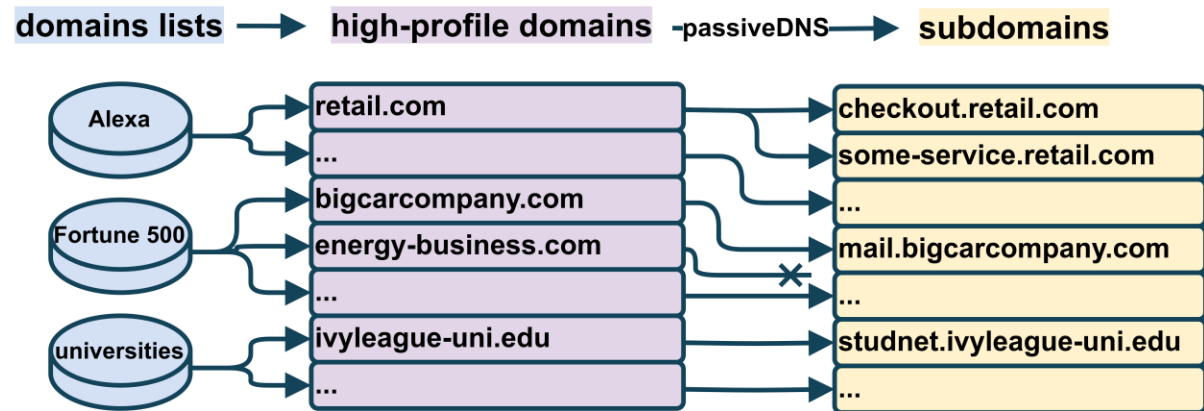 domains lists
high-profile domains
passiveDNS
subdomains
Alexa
retail.com
checkout.retail.com
...
some-service.retail.com
bigcarcompany.com
...
Fortune 500
energy-business.com
mail.bigcarcompany.com
...
...
universities
ivyleague-uni.edu
studnet.ivyleague-uni.edu
...
...